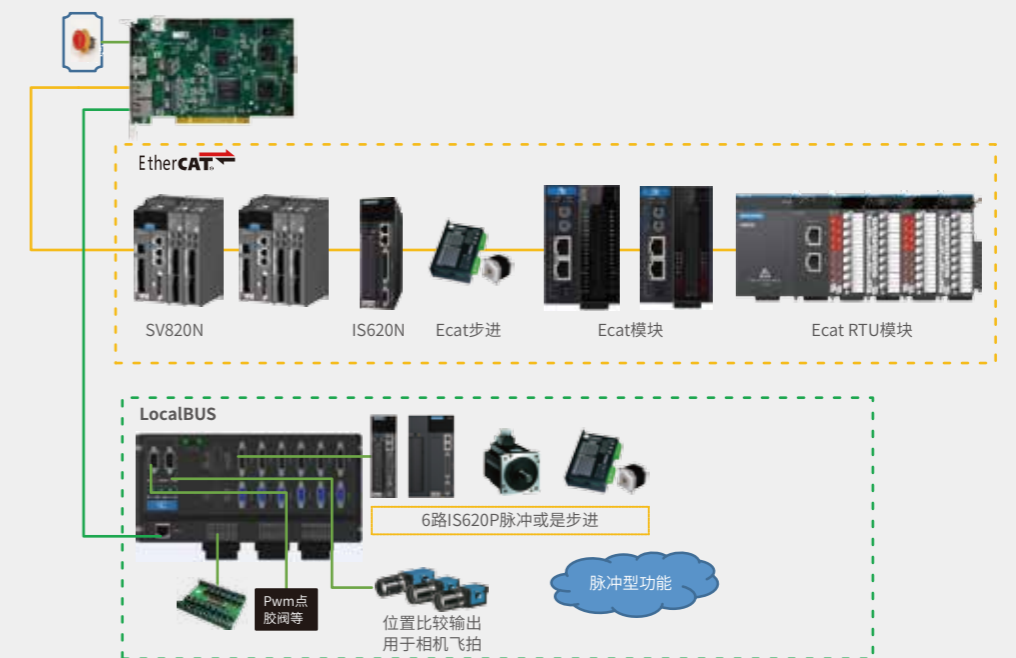 EtherCAT
SV820N
IS620N
Ecat步进
Ecat模块
Ecat RTU模块
LocalBUS
6路IS620P脉冲或是步进
脉冲型功能
Pwm点
胶阀等
位置比较输出
用于相机飞拍